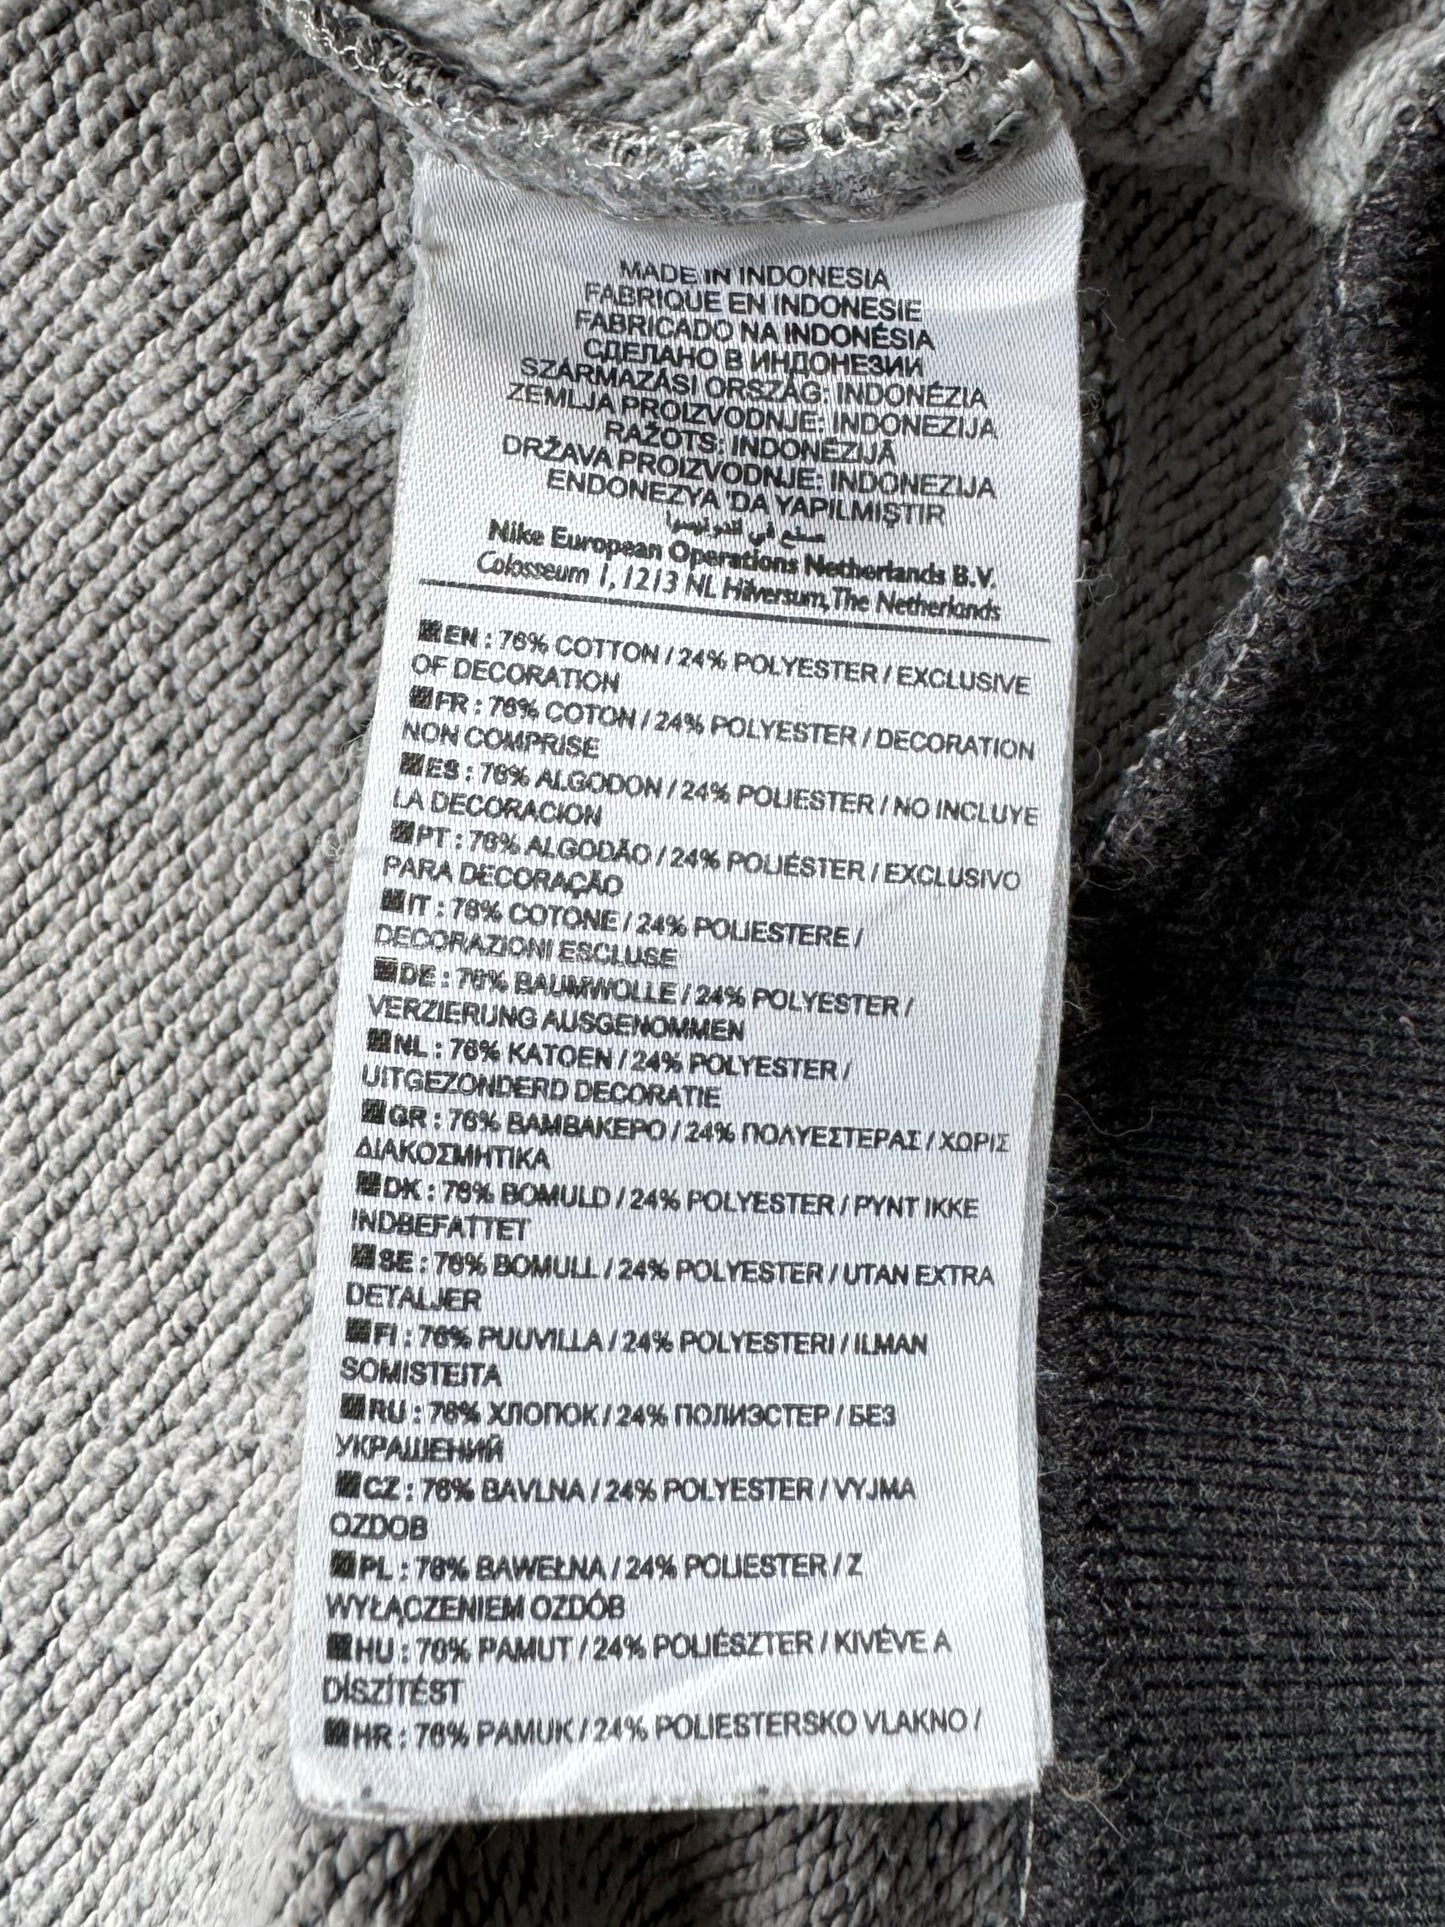 MADE IN INDONESIA
FABRIQUE EN INDONESIE
FABRICADO NA INDONÉSIA
СДЕЛАНО В ИНДОНЕЗИИ
SZÁRMAZÁSI ORSZÁG: INDONÉZIA
ZEMLJA PROIZVODNJE: INDONEZIJA
RAŽOTS: INDONĒZIJĀ
DRŽAVA PROIZVODNJE: INDONEZIJA
ENDONEZYA 'DA YAPILMIŞTIR
صنع في اندونيسيا
Nike European Operations Netherlands B.V.
Colosseum 1, 1213 NL Hilversum, The Netherlands
EN : 76% COTTON / 24% POLYESTER / EXCLUSIVE
OF DECORATION
FR : 76% COTON / 24% POLYESTER / DECORATION
NON COMPRISE
ES : 76% ALGODON / 24% POLIESTER / NO INCLUYE
LA DECORACION
PT : 76% ALGODÃO / 24% POLIÉSTER / EXCLUSIVO
PARA DECORAÇÃO
IT : 76% COTONE / 24% POLIESTERE /
DECORAZIONI ESCLUSE
DE : 76% BAUMWOLLE / 24% POLYESTER /
VERZIERUNG AUSGENOMMEN
NL : 76% KATOEN / 24% POLYESTER /
UITGEZONDERD DECORATIE
GR : 76% ΒΑΜΒΑΚΕΡΟ / 24% ΠΟΛΥΕΣΤΕΡΑΣ / ΧΩΡΙΣ
ΔΙΑΚΟΣΜΗΤΙΚΑ
DK : 76% BOMULD / 24% POLYESTER / PYNT IKKE
INDBEFATTET
SE : 76% BOMULL / 24% POLYESTER / UTAN EXTRA
DETALJER
FI : 76% PUUVILLA / 24% POLYESTERI / ILMAN
SOMISTEITA
RU : 76% ХЛОПОК / 24% ПОЛИЭСТЕР / БЕЗ
УКРАШЕНИЙ
CZ : 76% BAVLNA / 24% POLYESTER / VYJMA
OZDOB
PL : 76% BAWEŁNA / 24% POLIESTER / Z
WYŁĄCZENIEM OZDÓB
HU : 76% PAMUT / 24% POLIÉSZTER / KIVÉVE A
DÍSZÍTÉST
HR : 76% PAMUK / 24% POLIESTERSKO VLAKNO /